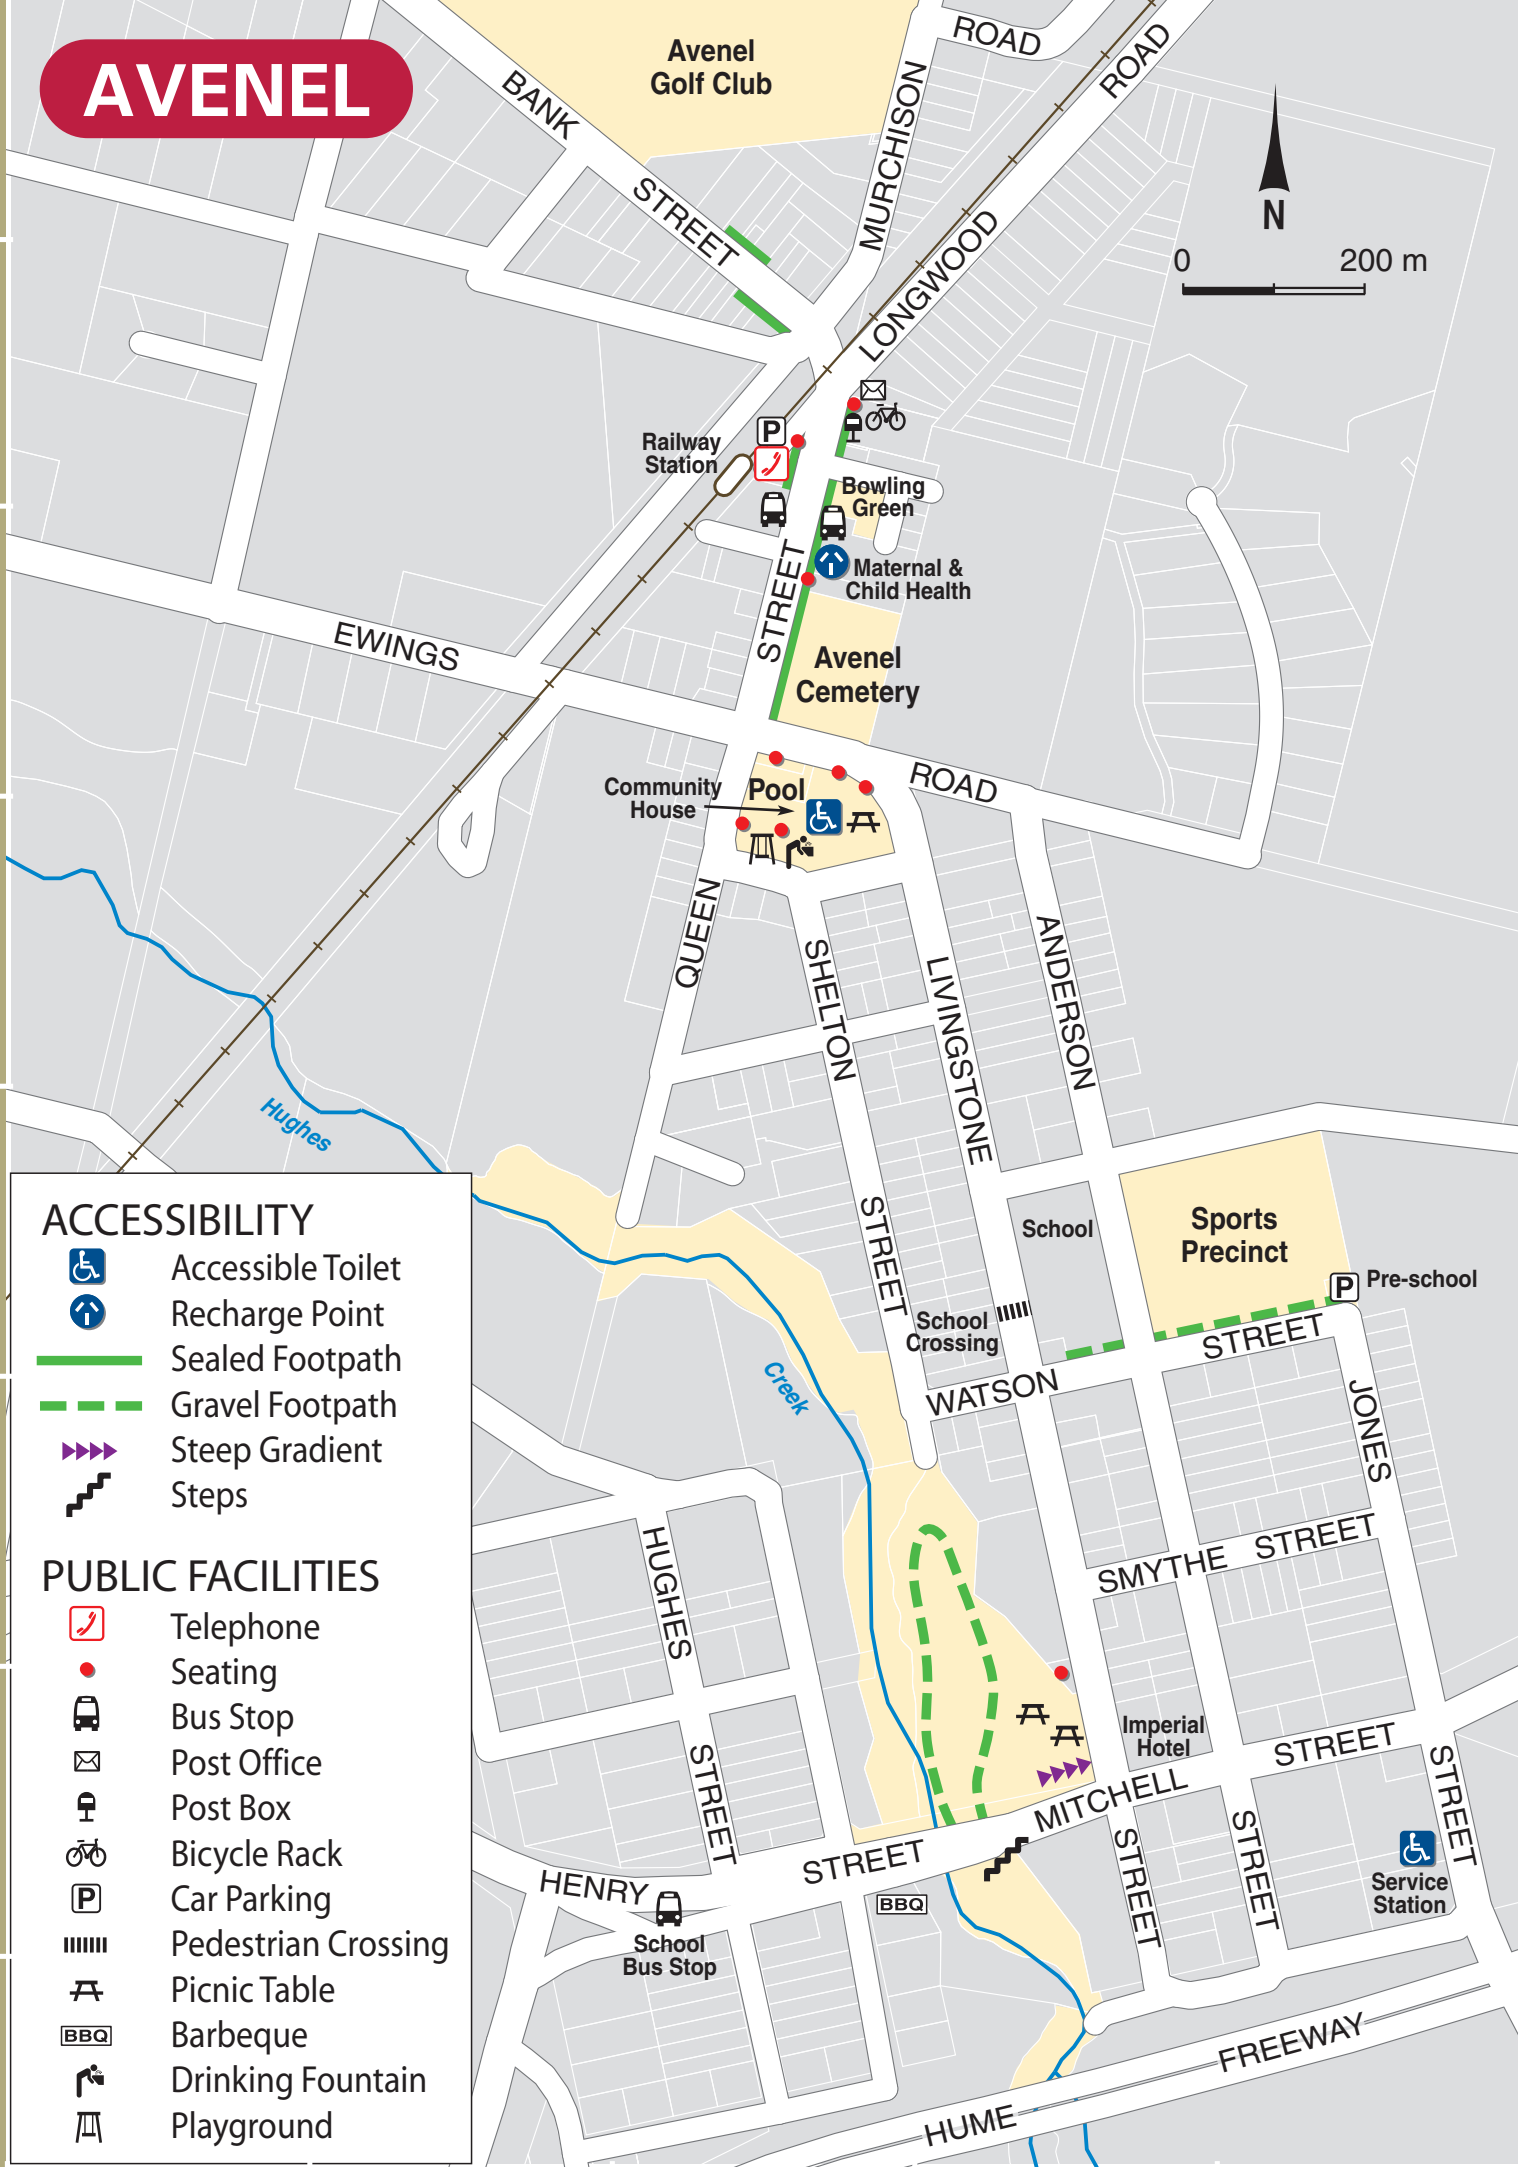 AVENEL
Avenel
Golf Club
BANK
STREET
MURCHISON
ROAD
LONGWOOD
ROAD
N
0 200 m
Railway
Station
P
Bowling
Green
Maternal &
Child Health
STREET
Avenel
Cemetery
EWINGS
ROAD
Community
House
Pool
QUEEN
SHELTON
STREET
LIVINGSTONE
ANDERSON
Hughes
Creek
School
Sports
Precinct
P
Pre-school
School
Crossing
WATSON
STREET
JONES
SMYTHE STREET
HUGHES
STREET
Imperial
Hotel
MITCHELL
STREET
STREET
STREET
STREET
STREET
Service
Station
HENRY
STREET
BBQ
School
Bus Stop
HUME
FREEWAY
ACCESSIBILITY
Accessible Toilet
Recharge Point
Sealed Footpath
Gravel Footpath
Steep Gradient
Steps
PUBLIC FACILITIES
Telephone
Seating
Bus Stop
Post Office
Post Box
Bicycle Rack
P Car Parking
Pedestrian Crossing
Picnic Table
BBQ Barbeque
Drinking Fountain
Playground